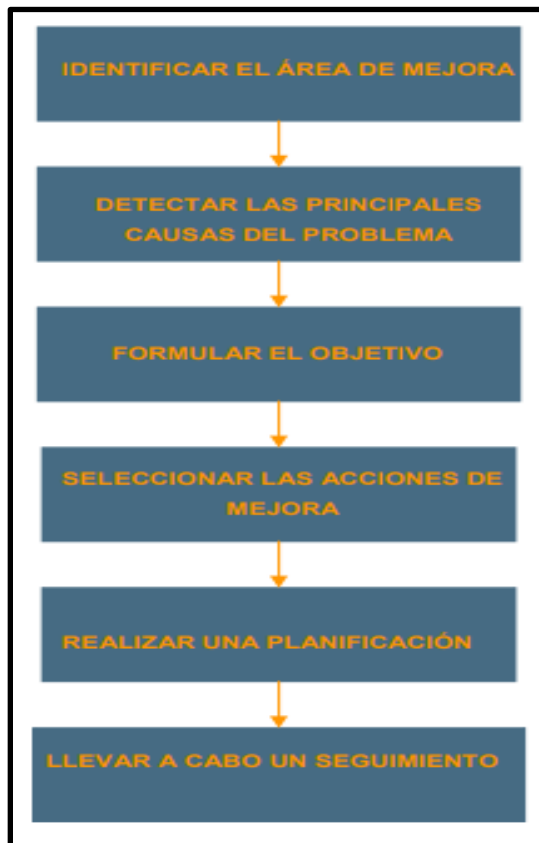 IDENTIFICAR EL ÁREA DE MEJORA
DETECTAR LAS PRINCIPALES
CAUSAS DEL PROBLEMA
FORMULAR EL OBJETIVO
SELECCIONAR LAS ACCIONES DE
MEJORA
REALIZAR UNA PLANIFICACIÓN
LLEVAR A CABO UN SEGUIMIENTO